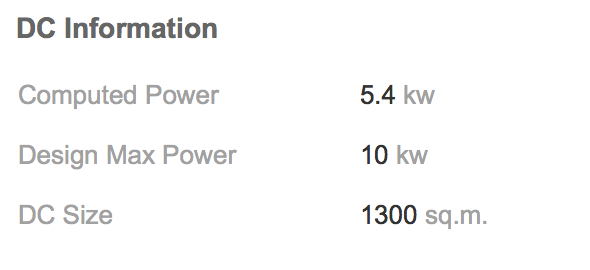 DC Information
Computed Power 5.4 kw
Design Max Power 10 kw
DC Size 1300 sq.m.